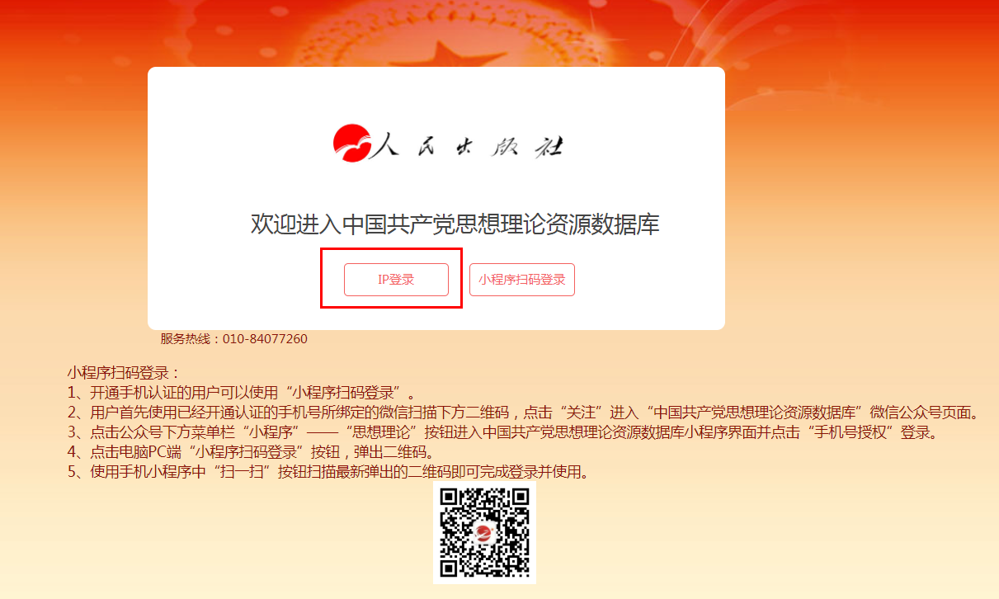 人民出版社
欢迎进入中国共产党思想理论资源数据库
IP登录 小程序扫码登录
服务热线：010-84077260
小程序扫码登录：
1、开通手机认证的用户可以使用“小程序扫码登录”。
2、用户首先使用已经开通认证的手机号所绑定的微信扫描下方二维码，点击“关注”进入“中国共产党思想理论资源数据库”微信公众号页面。
3、点击公众号下方菜单栏“小程序”——“思想理论”按钮进入中国共产党思想理论资源数据库小程序界面并点击“手机号授权”登录。
4、点击电脑PC端“小程序扫码登录”按钮，弹出二维码。
5、使用手机小程序中“扫一扫”按钮扫描最新弹出的二维码即可完成登录并使用。